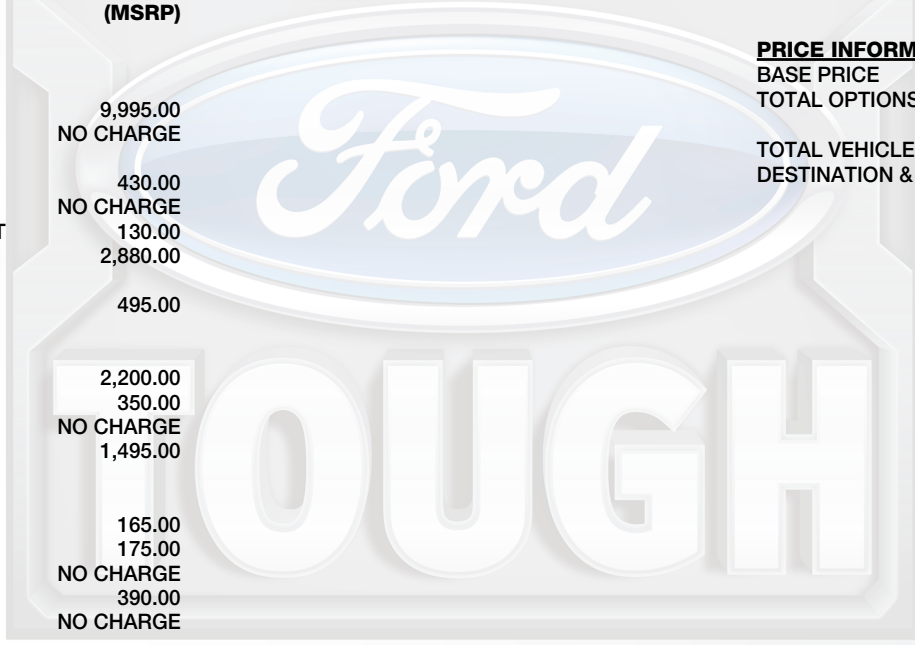 (MSRP)
9,995.00
NO CHARGE
430.00
NO CHARGE
T
130.00
2,880.00
495.00
2,200.00
350.00
NO CHARGE
1,495.00
165.00
175.00
NO CHARGE
390.00
NO CHARGE
PRICE INFORM
BASE PRICE
TOTAL OPTIONS
TOTAL VEHICLE
DESTINATION &
Ford
TOUGH